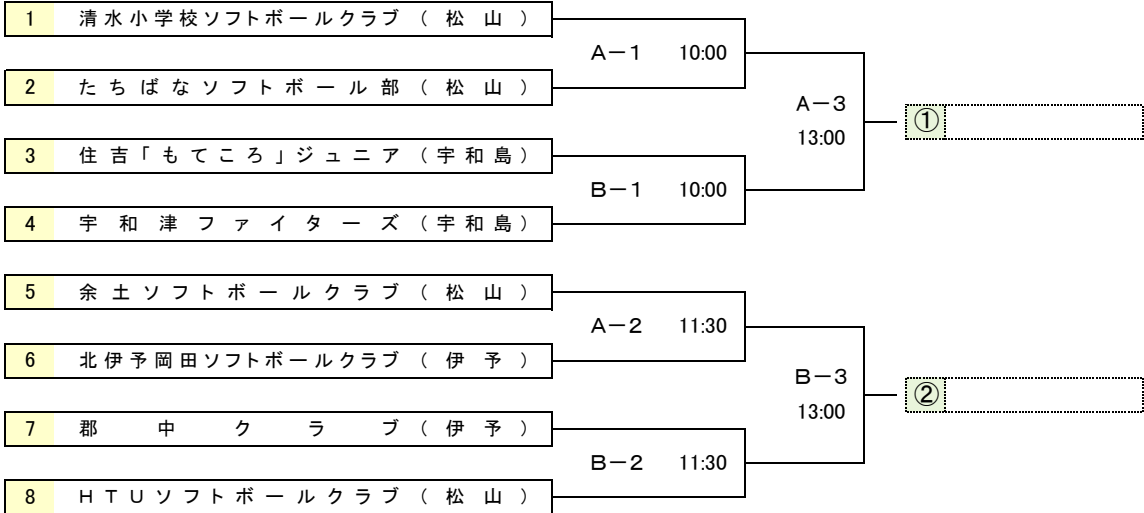 1 清水小学校ソフトボールクラブ（松山）
A－1 10:00
2 たちばなソフトボール部（松山）
A－3
①
13:00
3 住吉「もてころ」ジュニア（宇和島）
B－1 10:00
4 宇和津ファイターズ（宇和島）
5 余土ソフトボールクラブ（松山）
A－2 11:30
6 北伊予岡田ソフトボールクラブ（伊予）
B－3
②
13:00
7 郡中クラブ（伊予）
B－2 11:30
8 HTUソフトボールクラブ（松山）